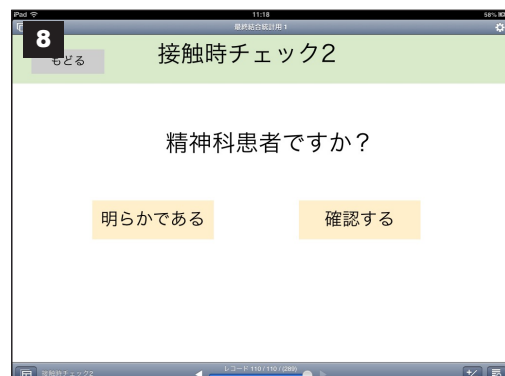 iPad
11:18
58%
最終結合統計用 1
8
もどる
接触時チェック2
精神科患者ですか？
明らかである
確認する
接触時チェック2
レコード 110 / 110 / (289)